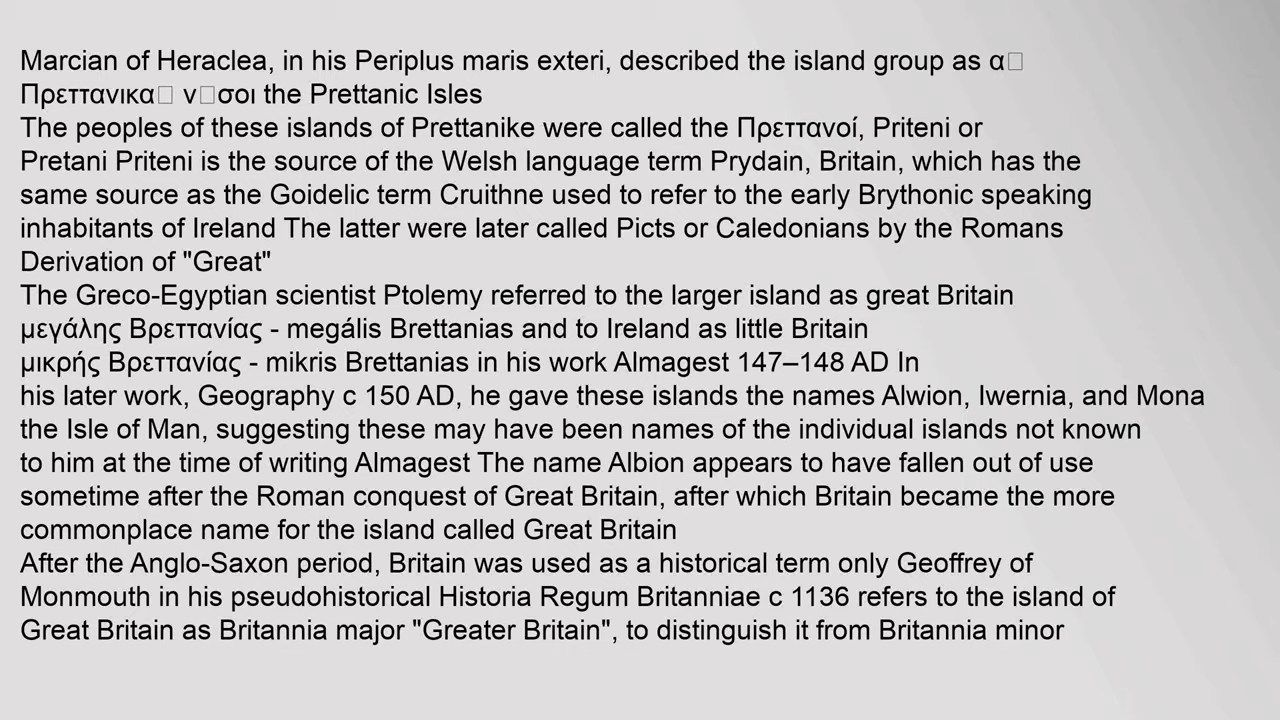 Marcian of Heraclea, in his Periplus maris exteri, described the island group as α□
Πρεττανικα□ ν□σοι the Prettanic Isles
The peoples of these islands of Prettanike were called the Πρεττανοί, Priteni or
Pretani Priteni is the source of the Welsh language term Prydain, Britain, which has the
same source as the Goidelic term Cruithne used to refer to the early Brythonic speaking
inhabitants of Ireland The latter were later called Picts or Caledonians by the Romans
Derivation of "Great"
The Greco-Egyptian scientist Ptolemy referred to the larger island as great Britain
μεγάλης Βρεττανίας - megális Brettanias and to Ireland as little Britain
μικρής Βρεττανίας - mikris Brettanias in his work Almagest 147–148 AD In
his later work, Geography c 150 AD, he gave these islands the names Alwion, Iwernia, and Mona
the Isle of Man, suggesting these may have been names of the individual islands not known
to him at the time of writing Almagest The name Albion appears to have fallen out of use
sometime after the Roman conquest of Great Britain, after which Britain became the more
commonplace name for the island called Great Britain
After the Anglo-Saxon period, Britain was used as a historical term only Geoffrey of
Monmouth in his pseudohistorical Historia Regum Britanniae c 1136 refers to the island of
Great Britain as Britannia major "Greater Britain", to distinguish it from Britannia minor